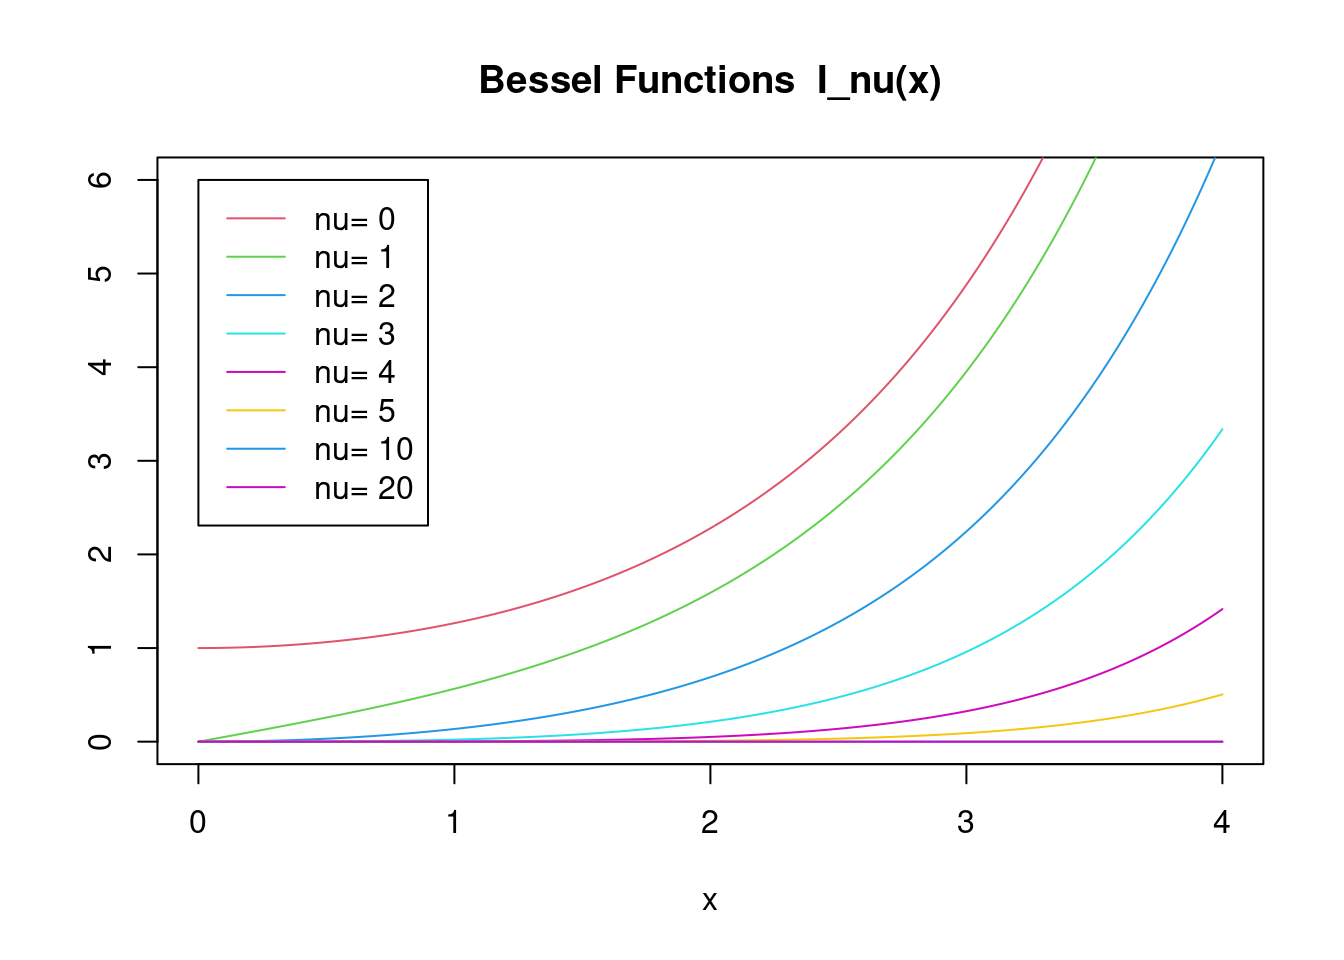 Bessel Functions  I_nu(x)
6
5
4
3
2
1
0
nu= 0
nu= 1
nu= 2
nu= 3
nu= 4
nu= 5
nu= 10
nu= 20
0 1 2 3 4
x